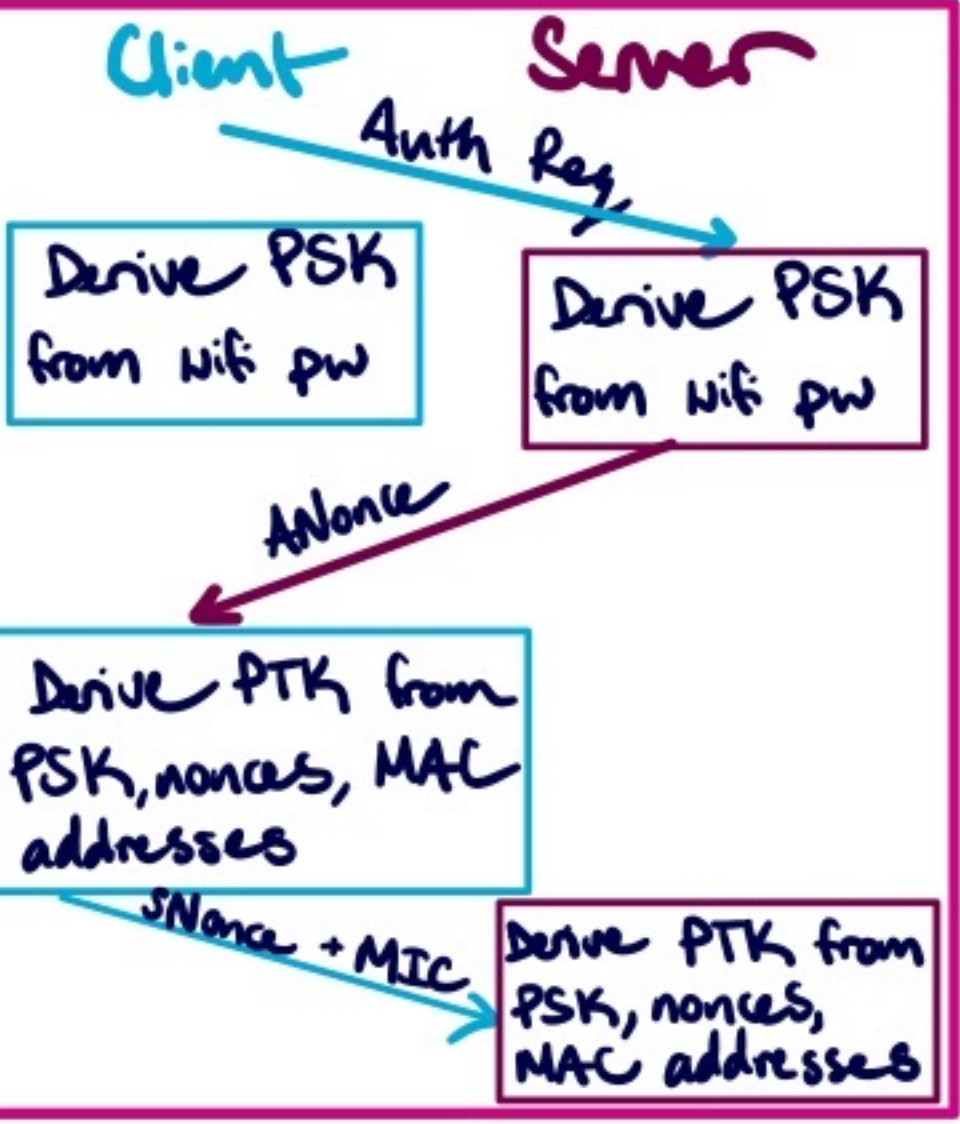 Client
Server
Auth Req
Derive PSK
from Wifi pw
Derive PSK
from Wifi pw
ANonce
Derive PTK from
PSK, nonces, MAC
addresses
SNonce + MIC
Derive PTK from
PSK, nonces,
MAC addresses